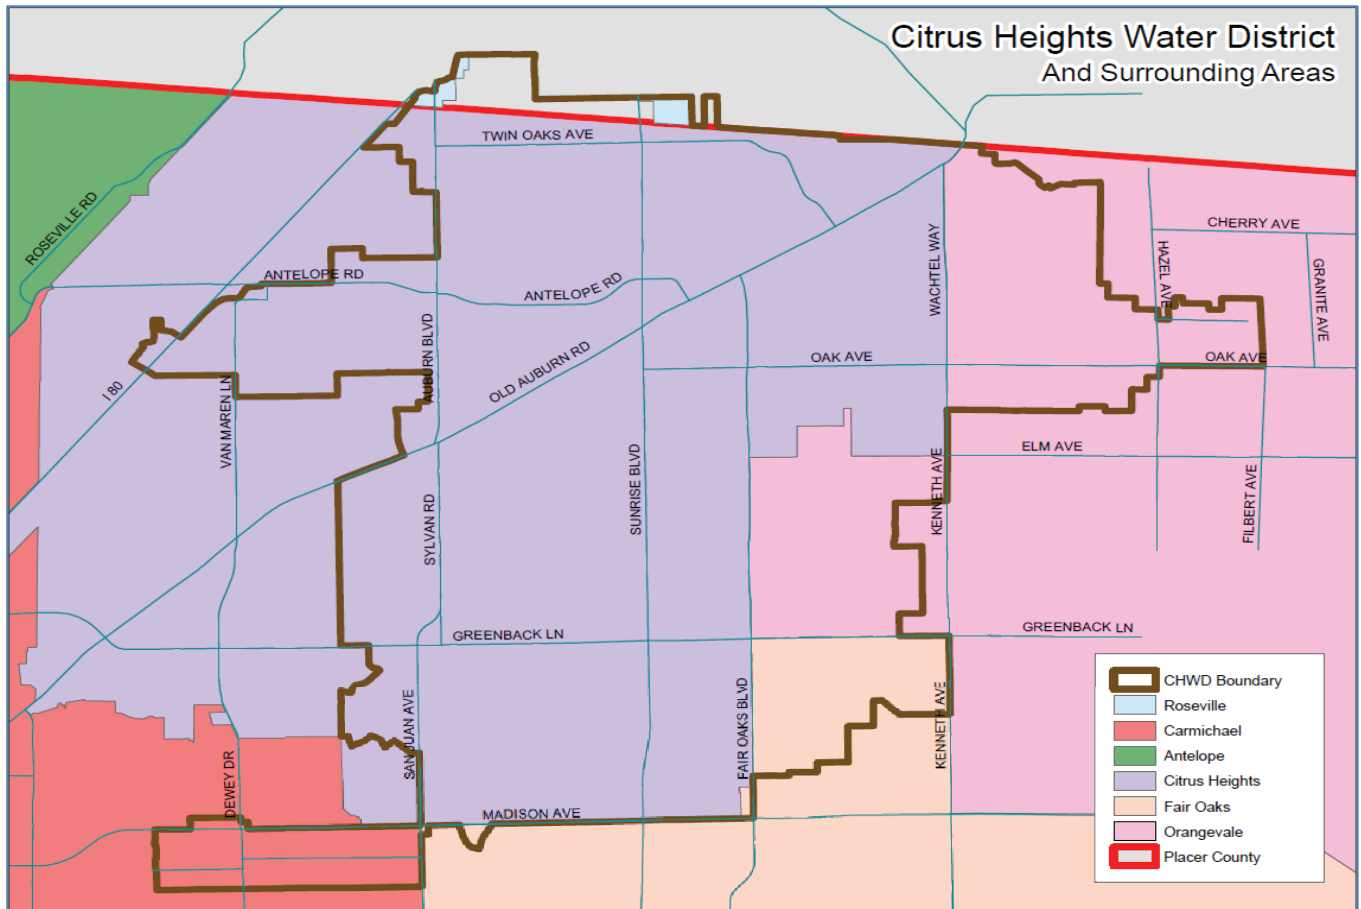 Citrus Heights Water District
And Surrounding Areas
TWIN OAKS AVE
ROSEVILLE RD
CHERRY AVE
WACHTEL WAY
HAZEL AVE
GRANITE AVE
ANTELOPE RD
ANTELOPE RD
AUBURN BLVD
OLD AUBURN RD
OAK AVE
OAK AVE
I 80
VAN MAREN LN
ELM AVE
SUNRISE BLVD
KENNETH AVE
FILBERT AVE
SYLVAN RD
GREENBACK LN
GREENBACK LN
SAN JUAN AVE
FAIR OAKS BLVD
KENNETH AVE
DEWEY DR
MADISON AVE
CHWD Boundary
Roseville
Carmichael
Antelope
Citrus Heights
Fair Oaks
Orangevale
Placer County